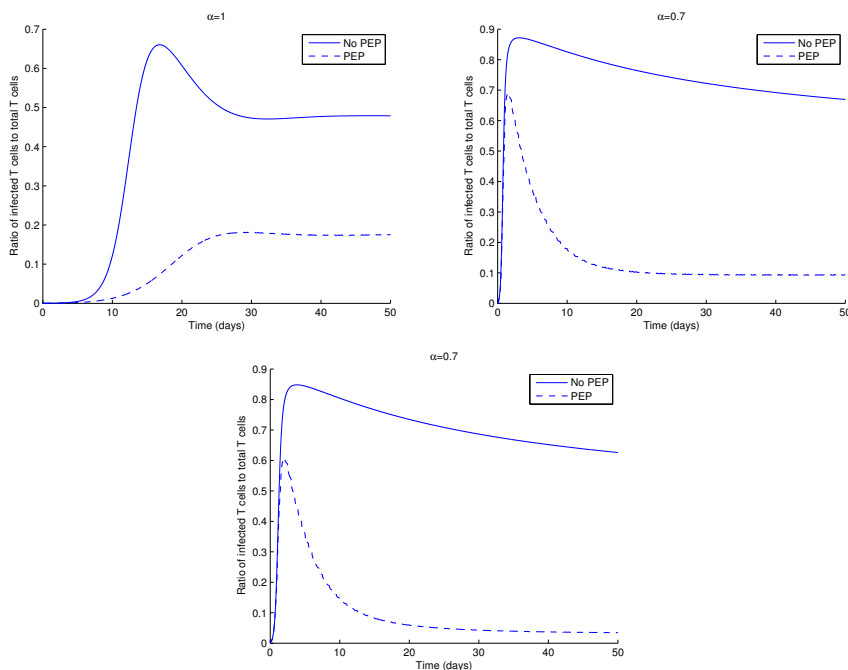 α=1
Ratio of infected T cells to total T cells
0.7
0.6
0.5
0.4
0.3
0.2
0.1
0
No PEP
PEP
0 10 20 30 40 50
Time (days)
α=0.7
Ratio of infected T cells to total T cells
0.9
0.8
0.7
0.6
0.5
0.4
0.3
0.2
0.1
0
No PEP
PEP
0 10 20 30 40 50
Time (days)
α=0.7
Ratio of infected T cells to total T cells
0.9
0.8
0.7
0.6
0.5
0.4
0.3
0.2
0.1
0
No PEP
PEP
0 10 20 30 40 50
Time (days)